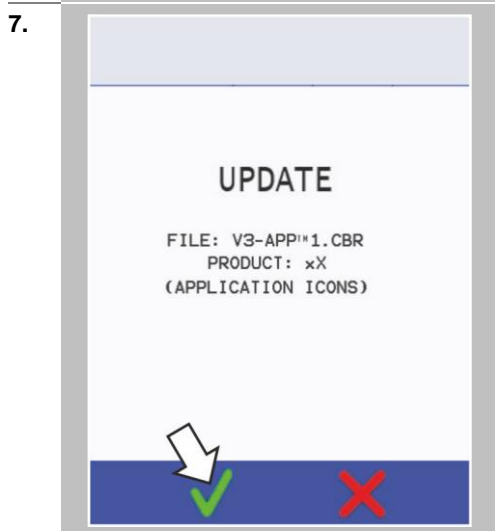 7.
UPDATE
FILE: V3-APP™1.CBR
PRODUCT: xX
(APPLICATION ICONS)